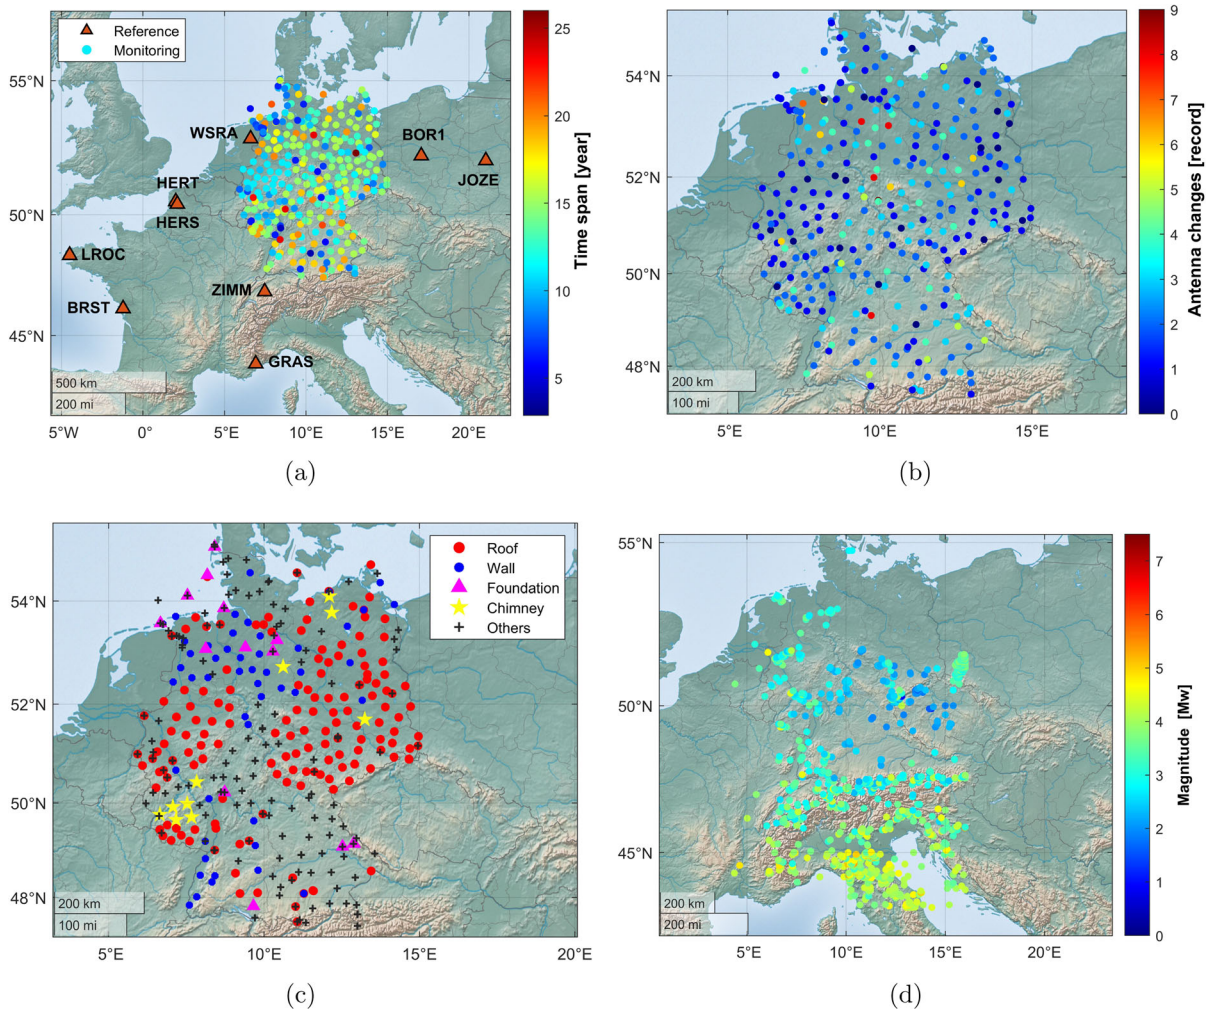 Reference
Monitoring
55°N
50°N
45°N
WSRA
BOR1
JOZE
HERT
HERS
LROC
BRST
ZIMM
GRAS
500 km
200 mi
5°W
0°
5°E
10°E
15°E
20°E
25
20
15
10
5
Time span [year]
(a)
54°N
52°N
50°N
48°N
200 km
100 mi
5°E
10°E
15°E
9
8
7
6
5
4
3
2
1
0
Antenna changes [record]
(b)
Roof
Wall
Foundation
Chimney
Others
54°N
52°N
50°N
48°N
200 km
100 mi
5°E
10°E
15°E
20°E
(c)
55°N
50°N
45°N
200 km
200 mi
5°E
10°E
15°E
20°E
7
6
5
4
3
2
1
0
Magnitude [Mw]
(d)